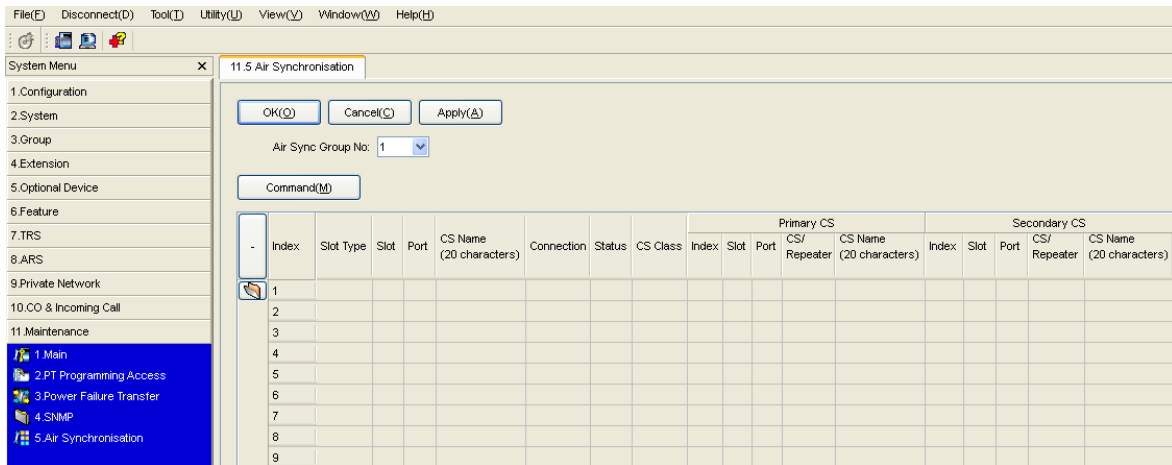 File(F) Disconnect(D) Tool(T) Utility(U) View(V) Window(W) Help(H)
System Menu
11.5 Air Synchronisation
1.Configuration
2.System
3.Group
4.Extension
5.Optional Device
6.Feature
7.TRS
8.ARS
9.Private Network
10.CO & Incoming Call
11.Maintenance
1.Main
2.PT Programming Access
3.Power Failure Transfer
4.SNMP
5.Air Synchronisation
OK(O) Cancel(C) Apply(A)
Air Sync Group No: 1
Command(M)
Primary CS Secondary CS
- Index Slot Type Slot Port CS Name (20 characters) Connection Status CS Class Index Slot Port CS/ Repeater CS Name (20 characters) Index Slot Port CS/ Repeater CS Name (20 characters)
1
2
3
4
5
6
7
8
9